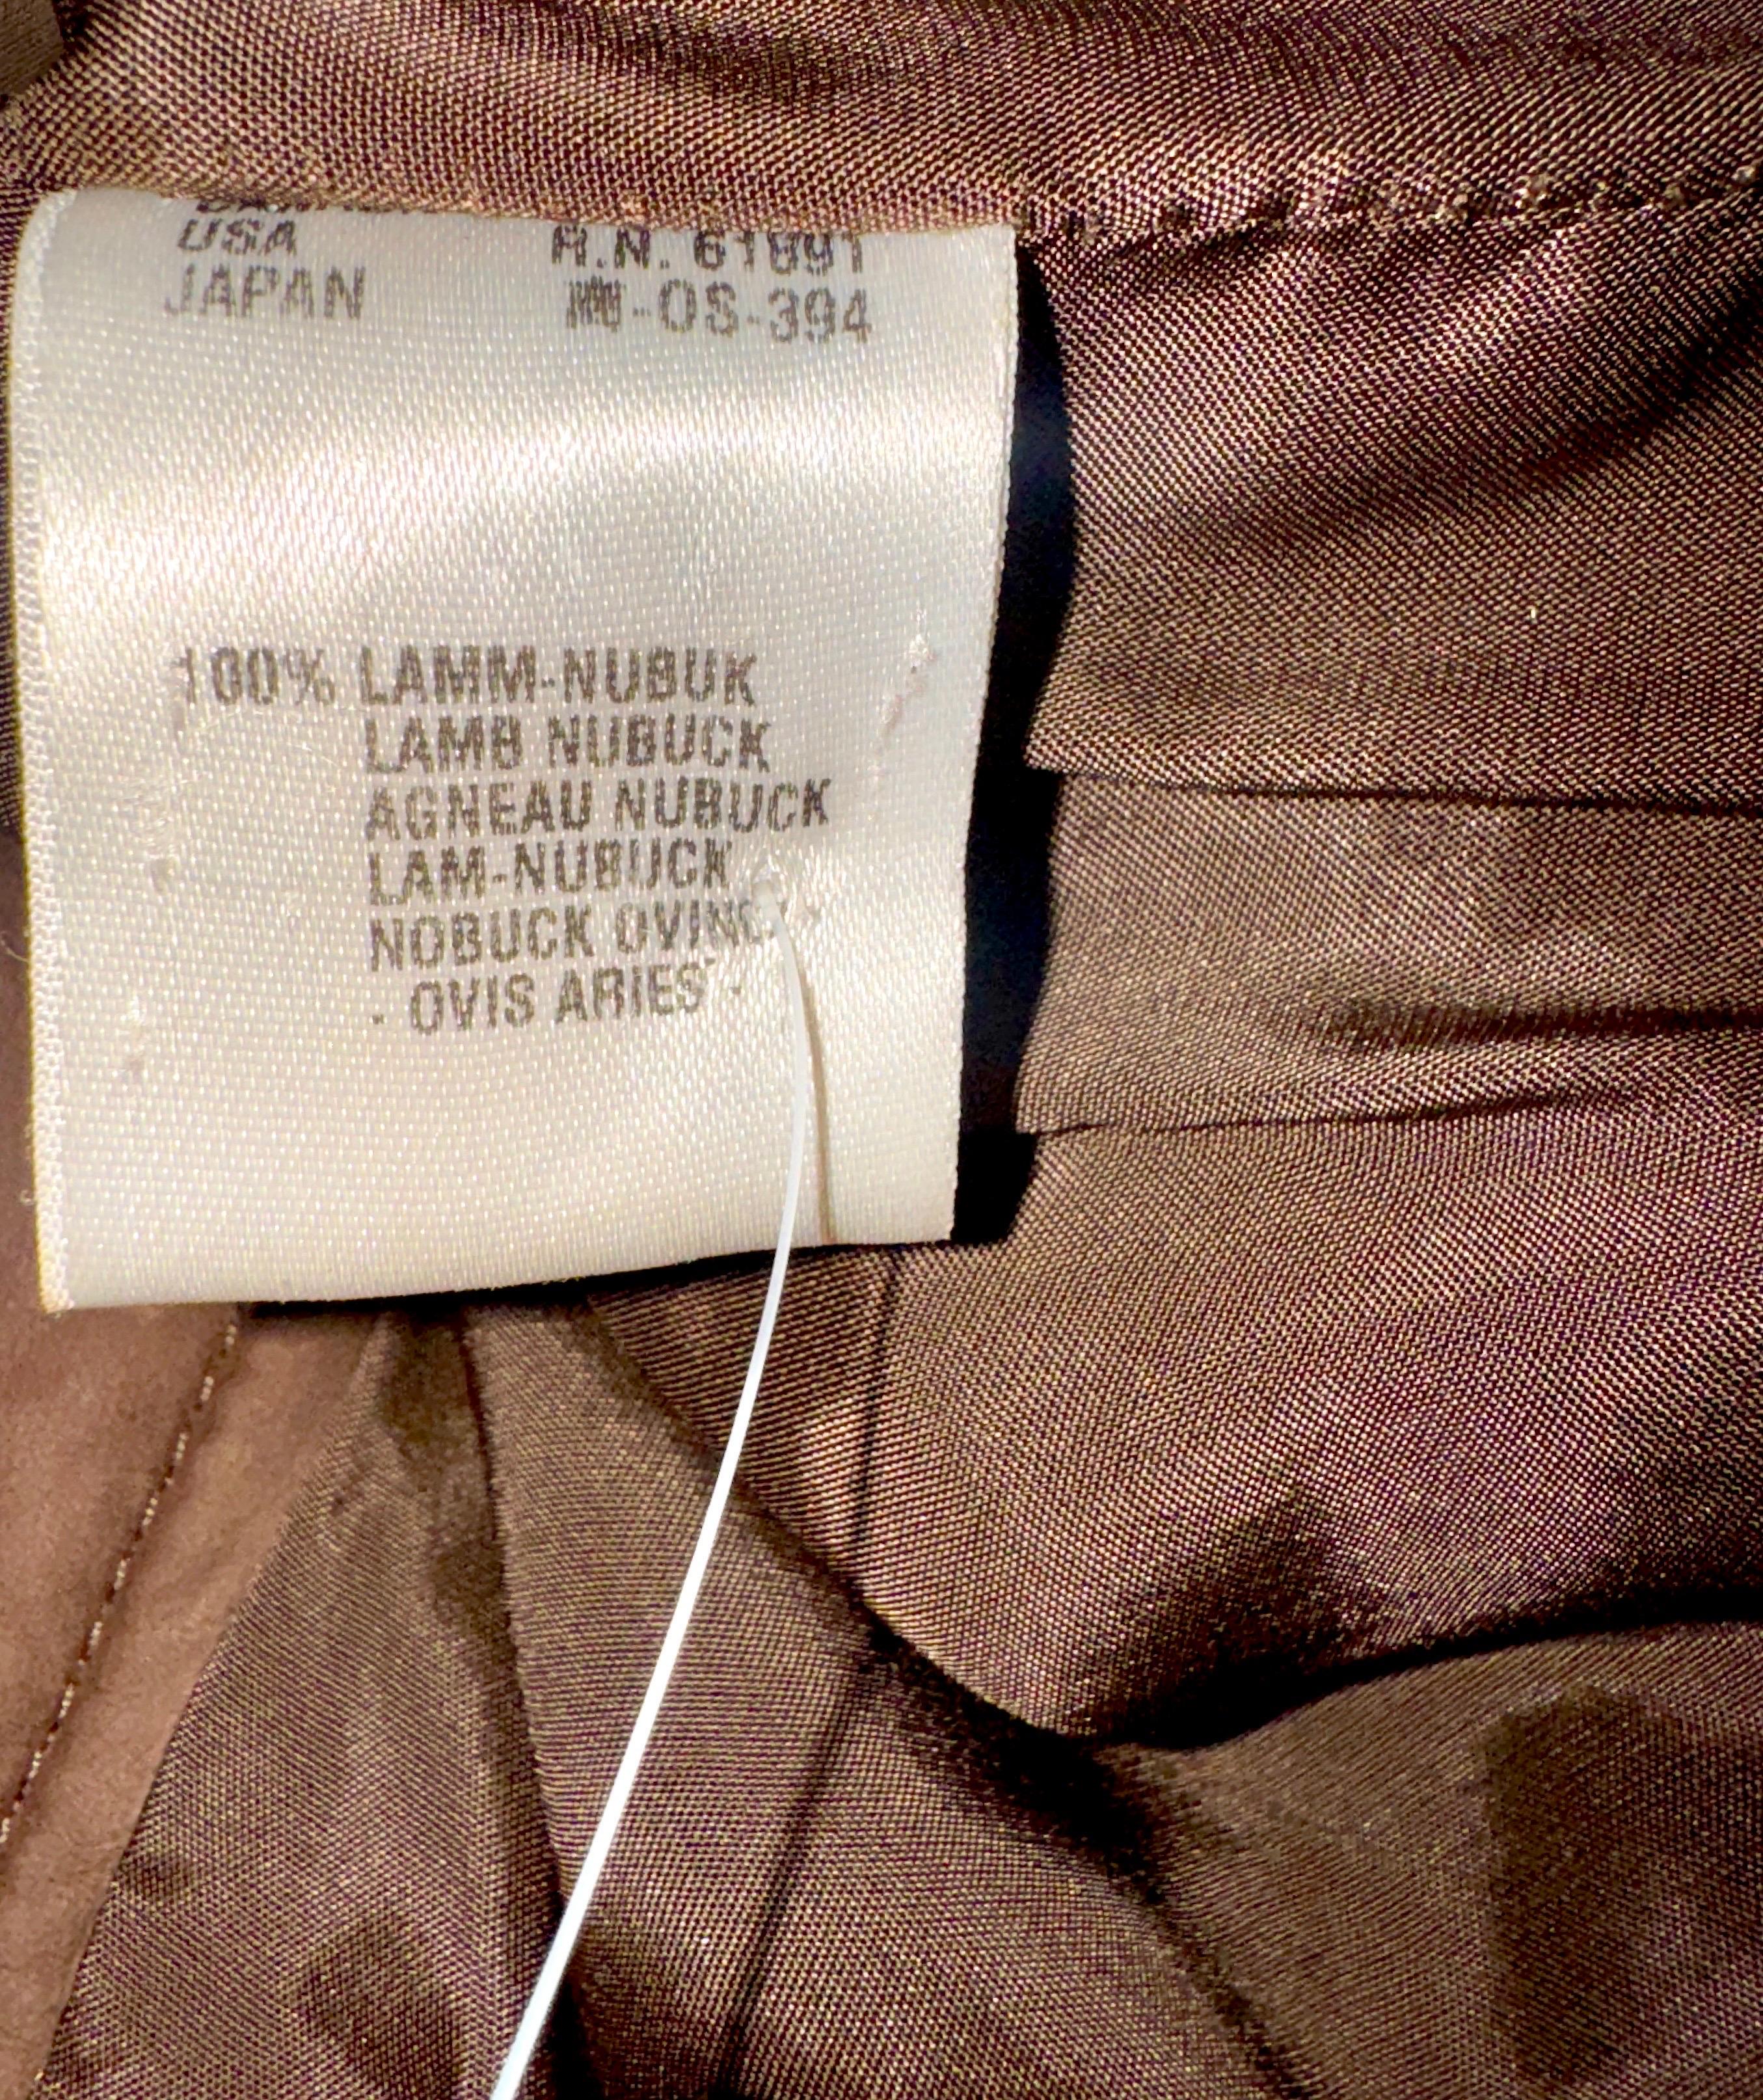 USA R.N. 61891
JAPAN -OS-394
100% LAMM-NUBUK
LAMB NUBUCK
AGNEAU NUBUCK
LAM-NUBUCK
NOBUCK OVINO
- OVIS ARIES -